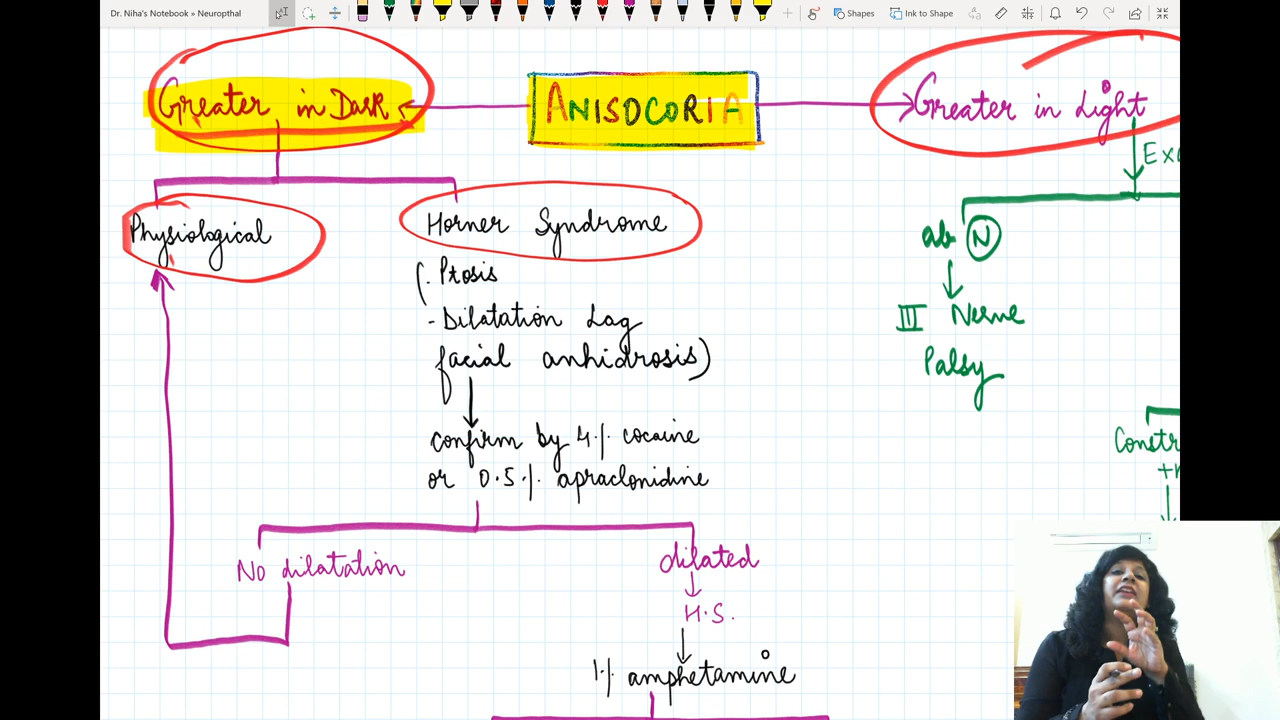 Dr. Niha's Notebook » Neuropthal
Shapes
Ink to Shape
Greater in Dark
ANISOCORIA
Greater in Light
Physiological
Horner Syndrome
(. Ptosis
- Dilatation Lag
facial anhidrosis)
confirm by 4% cocaine
or 0.5% apraclonidine
No dilatation
dilated
H.S.
1% amphetamine
ab N
III Nerve
Palsy